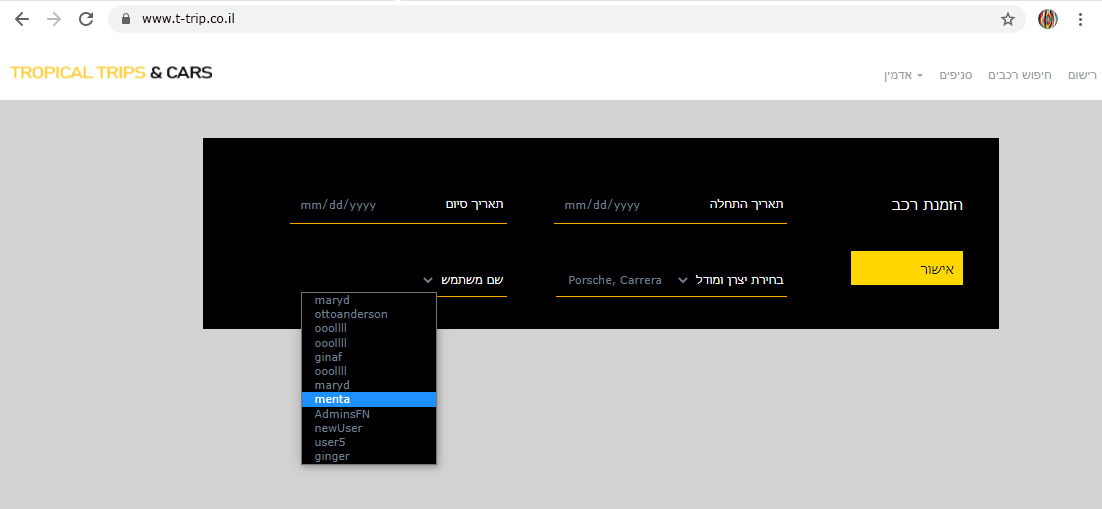 www.t-trip.co.il
TROPICAL TRIPS & CARS
רישום
חיפוש רכבים
סניפים
אדמין
הזמנת רכב
תאריך התחלה
mm/dd/yyyy
תאריך סיום
mm/dd/yyyy
אישור
בחירת יצרן ומודל
Porsche, Carrera
שם משתמש
maryd
ottoanderson
ooollll
ooollll
ginaf
ooollll
maryd
menta
AdminsFN
newUser
user5
ginger